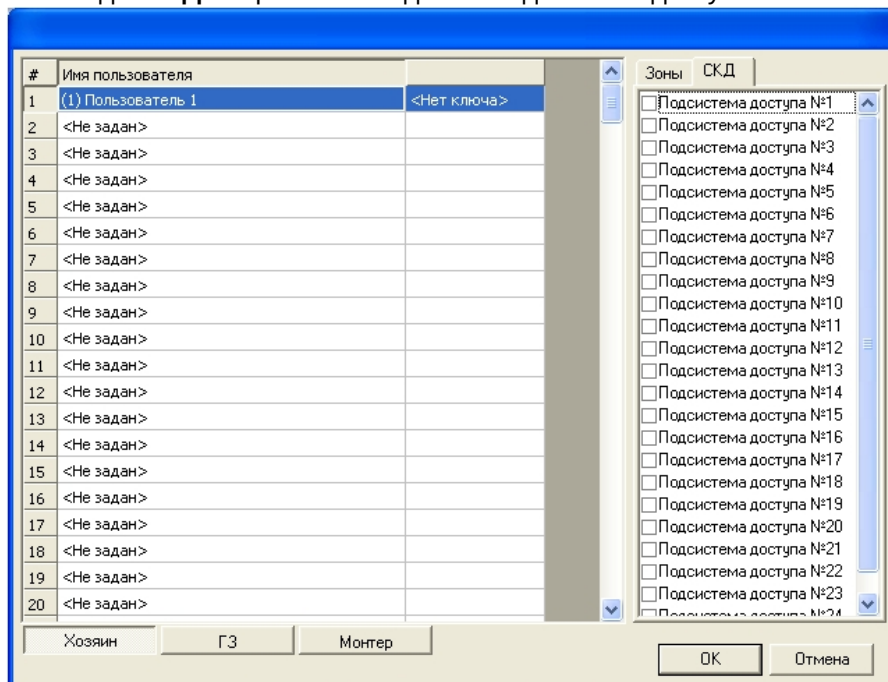 # Имя пользователя
1 (1) Пользователь 1 <Нет ключа>
2 <Не задан>
3 <Не задан>
4 <Не задан>
5 <Не задан>
6 <Не задан>
7 <Не задан>
8 <Не задан>
9 <Не задан>
10 <Не задан>
11 <Не задан>
12 <Не задан>
13 <Не задан>
14 <Не задан>
15 <Не задан>
16 <Не задан>
17 <Не задан>
18 <Не задан>
19 <Не задан>
20 <Не задан>
Хозяин ГЗ Монтер
Зоны СКД
Подсистема доступа №1
Подсистема доступа №2
Подсистема доступа №3
Подсистема доступа №4
Подсистема доступа №5
Подсистема доступа №6
Подсистема доступа №7
Подсистема доступа №8
Подсистема доступа №9
Подсистема доступа №10
Подсистема доступа №11
Подсистема доступа №12
Подсистема доступа №13
Подсистема доступа №14
Подсистема доступа №15
Подсистема доступа №16
Подсистема доступа №17
Подсистема доступа №18
Подсистема доступа №19
Подсистема доступа №20
Подсистема доступа №21
Подсистема доступа №22
Подсистема доступа №23
Подсистема доступа №24
OK Отмена